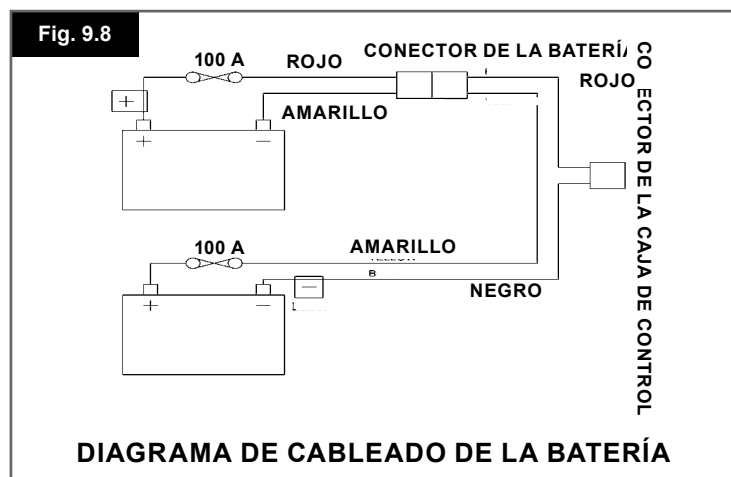 Fig. 9.8
100 A
ROJO
CONECTOR DE LA BATERÍA
ROJO
AMARILLO
+
+ −
CO ECTOR DE LA CAJA DE CONTROL
100 A
AMARILLO
B
NEGRO
−
+ −
DIAGRAMA DE CABLEADO DE LA BATERÍA